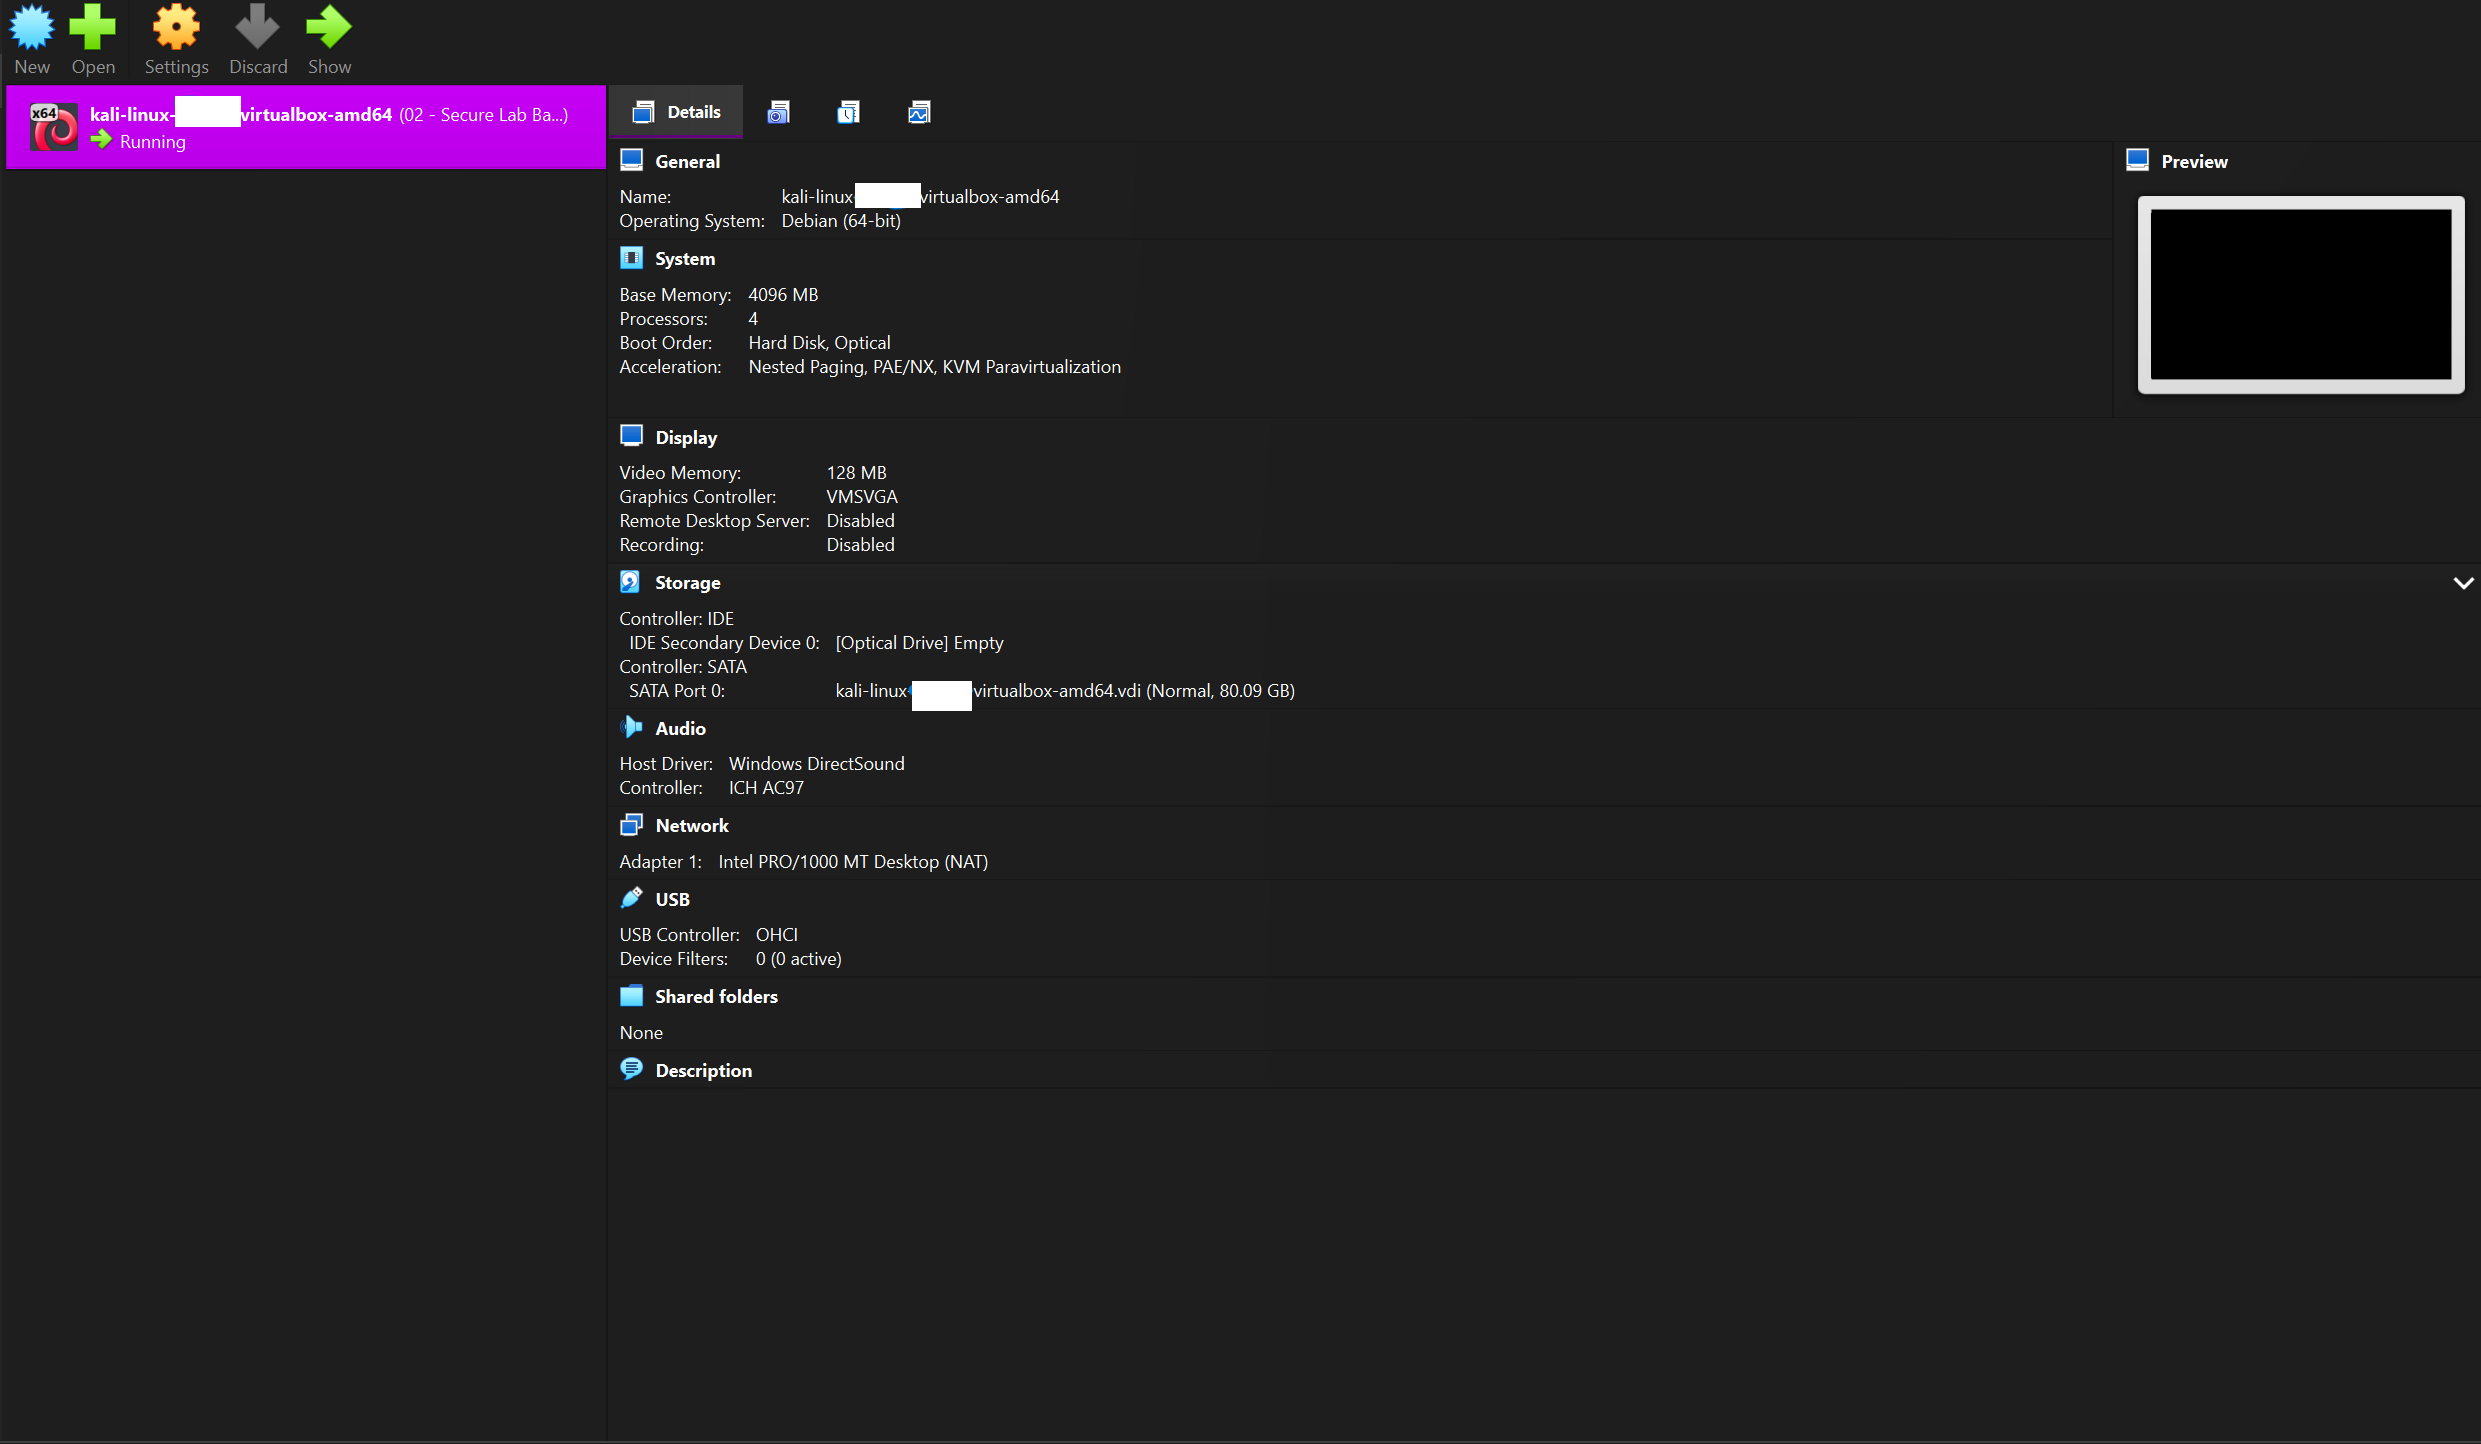 New Open Settings Discard Show
x64
kali-linux- virtualbox-amd64 (02 - Secure Lab Ba...)
Running
Details
General
Name: kali-linux- virtualbox-amd64
Operating System: Debian (64-bit)
System
Base Memory: 4096 MB
Processors: 4
Boot Order: Hard Disk, Optical
Acceleration: Nested Paging, PAE/NX, KVM Paravirtualization
Preview
Display
Video Memory: 128 MB
Graphics Controller: VMSVGA
Remote Desktop Server: Disabled
Recording: Disabled
Storage
Controller: IDE
IDE Secondary Device 0: [Optical Drive] Empty
Controller: SATA
SATA Port 0: kali-linux- virtualbox-amd64.vdi (Normal, 80.09 GB)
Audio
Host Driver: Windows DirectSound
Controller: ICH AC97
Network
Adapter 1: Intel PRO/1000 MT Desktop (NAT)
USB
USB Controller: OHCI
Device Filters: 0 (0 active)
Shared folders
None
Description